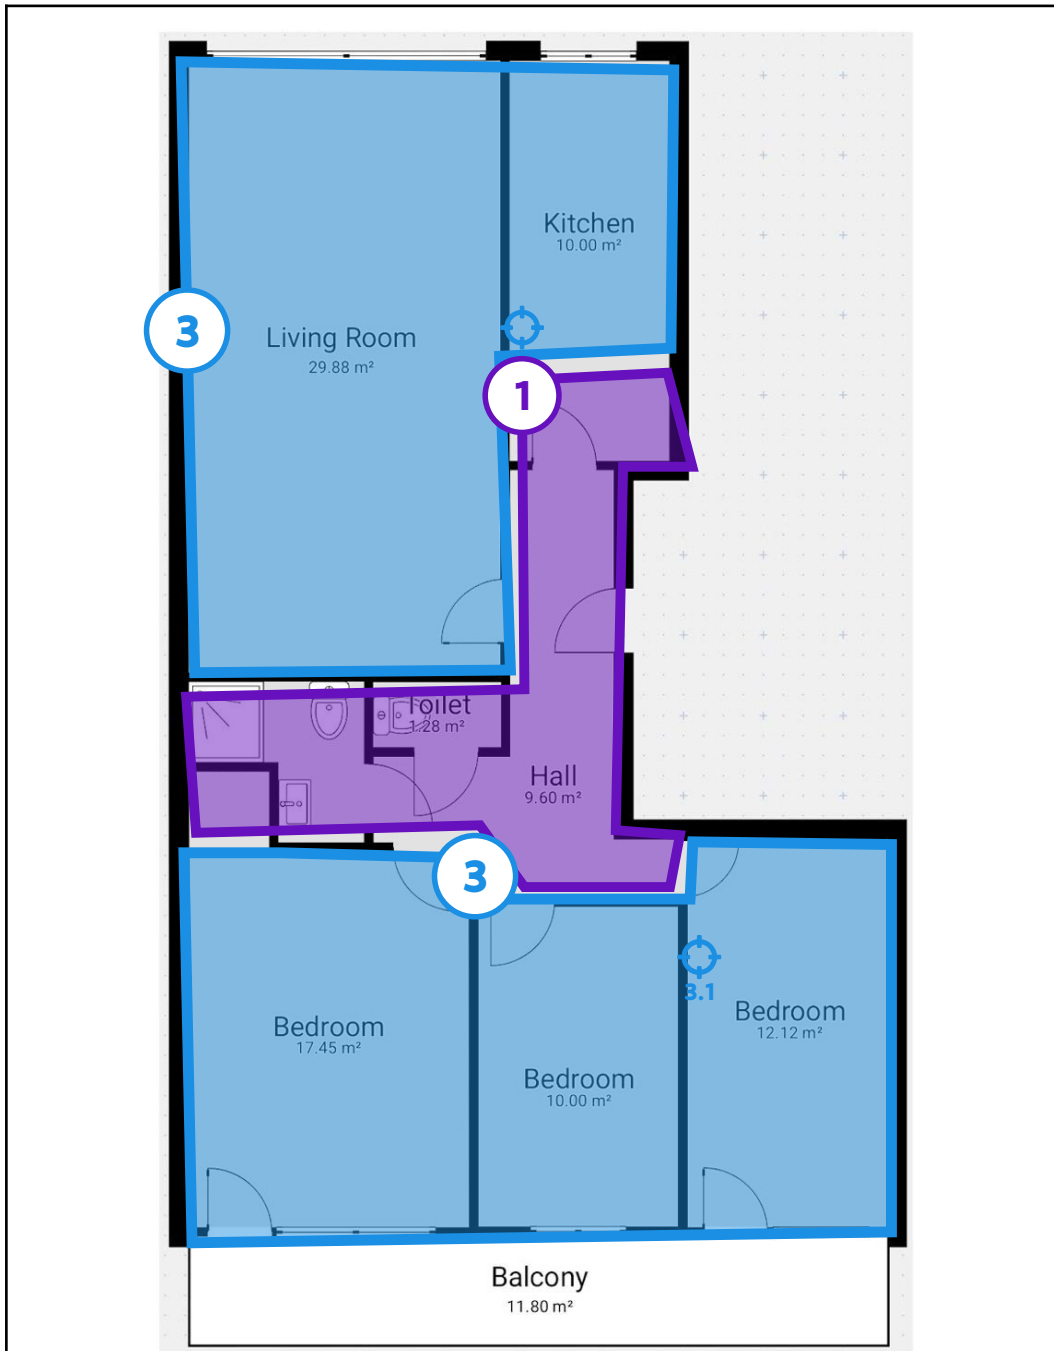 Kitchen
10.00 m²
3
Living Room
29.88 m²
1
Toilet
1.28 m²
Hall
9.60 m²
3
3.1
Bedroom
12.12 m²
Bedroom
17.45 m²
Bedroom
10.00 m²
Balcony
11.80 m²